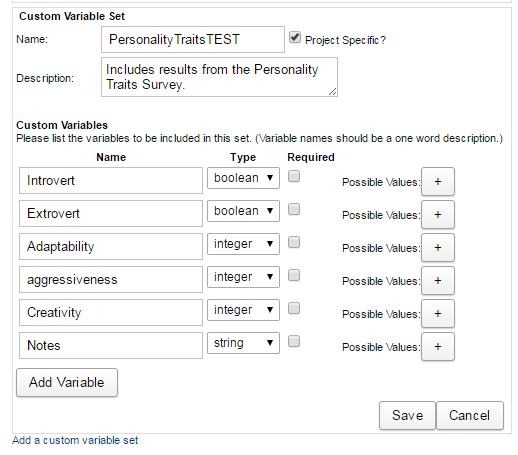 Custom Variable Set
Name: PersonalityTraitsTEST Project Specific?
Description: Includes results from the Personality
Traits Survey.
Custom Variables
Please list the variables to be included in this set. (Variable names should be a one word description.)
Name Type Required
Introvert boolean Possible Values: +
Extrovert boolean Possible Values: +
Adaptability integer Possible Values: +
aggressiveness integer Possible Values: +
Creativity integer Possible Values: +
Notes string Possible Values: +
Add Variable
Save Cancel
Add a custom variable set